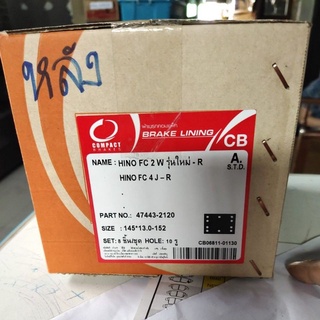 หลัง
ผ้าเบรกคอมแพ็ค
BRAKE LINING
COMPACT
BRAKES
CB
NAME : HINO FC 2 W รุ่นใหม่ - R
A.
S.T.D.
HINO FC 4 J – R
PART NO. : 47443-2120
SIZE : 145*13.0-152
SET: 8 ชิ้น/ชุด HOLE: 10 รู
CB06811-01130